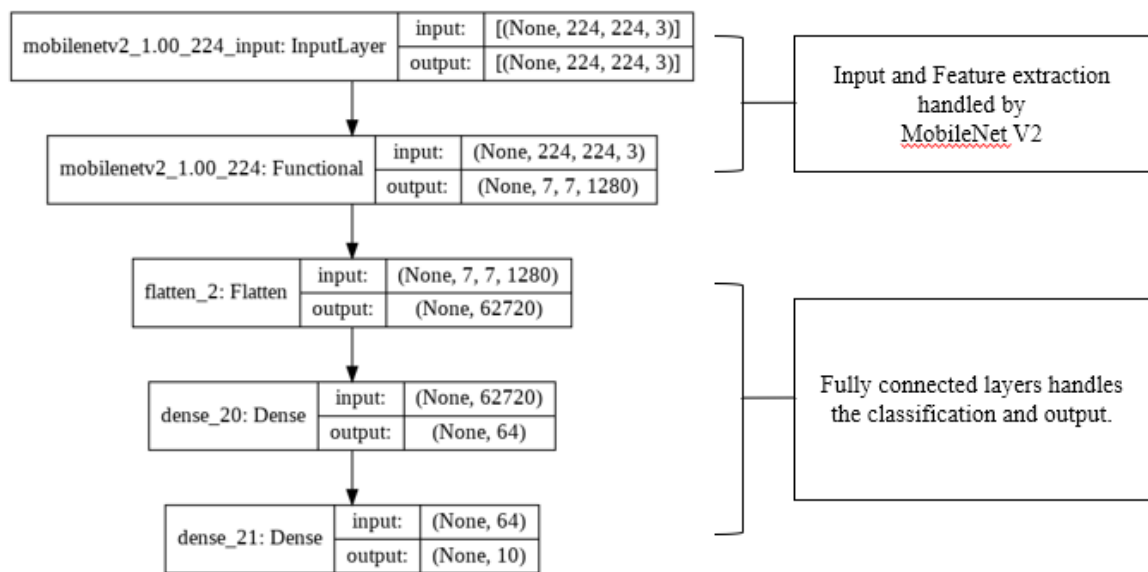 mobilenetv2_1.00_224_input: InputLayer
input: [(None, 224, 224, 3)]
output: [(None, 224, 224, 3)]
mobilenetv2_1.00_224: Functional
input: (None, 224, 224, 3)
output: (None, 7, 7, 1280)
flatten_2: Flatten
input: (None, 7, 7, 1280)
output: (None, 62720)
dense_20: Dense
input: (None, 62720)
output: (None, 64)
dense_21: Dense
input: (None, 64)
output: (None, 10)
Input and Feature extraction
handled by
MobileNet V2
Fully connected layers handles
the classification and output.